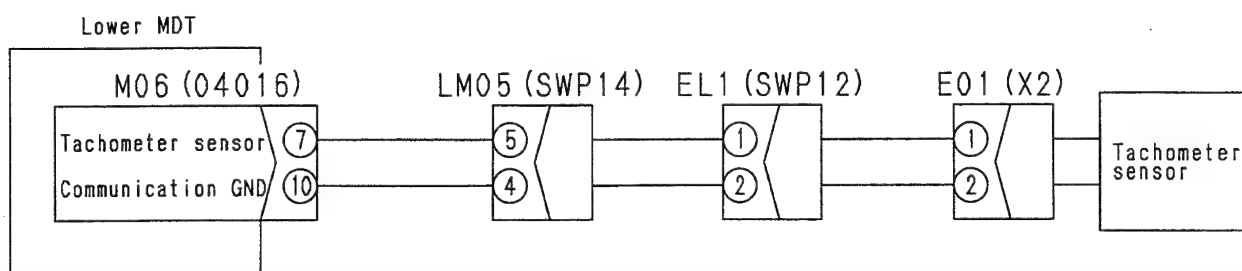 Lower MDT
M06 (04016) LM05 (SWP14) EL1 (SWP12) E01 (X2)
Tachometer sensor 7 5 1 1
Communication GND 10 4 2 2
Tachometer
sensor